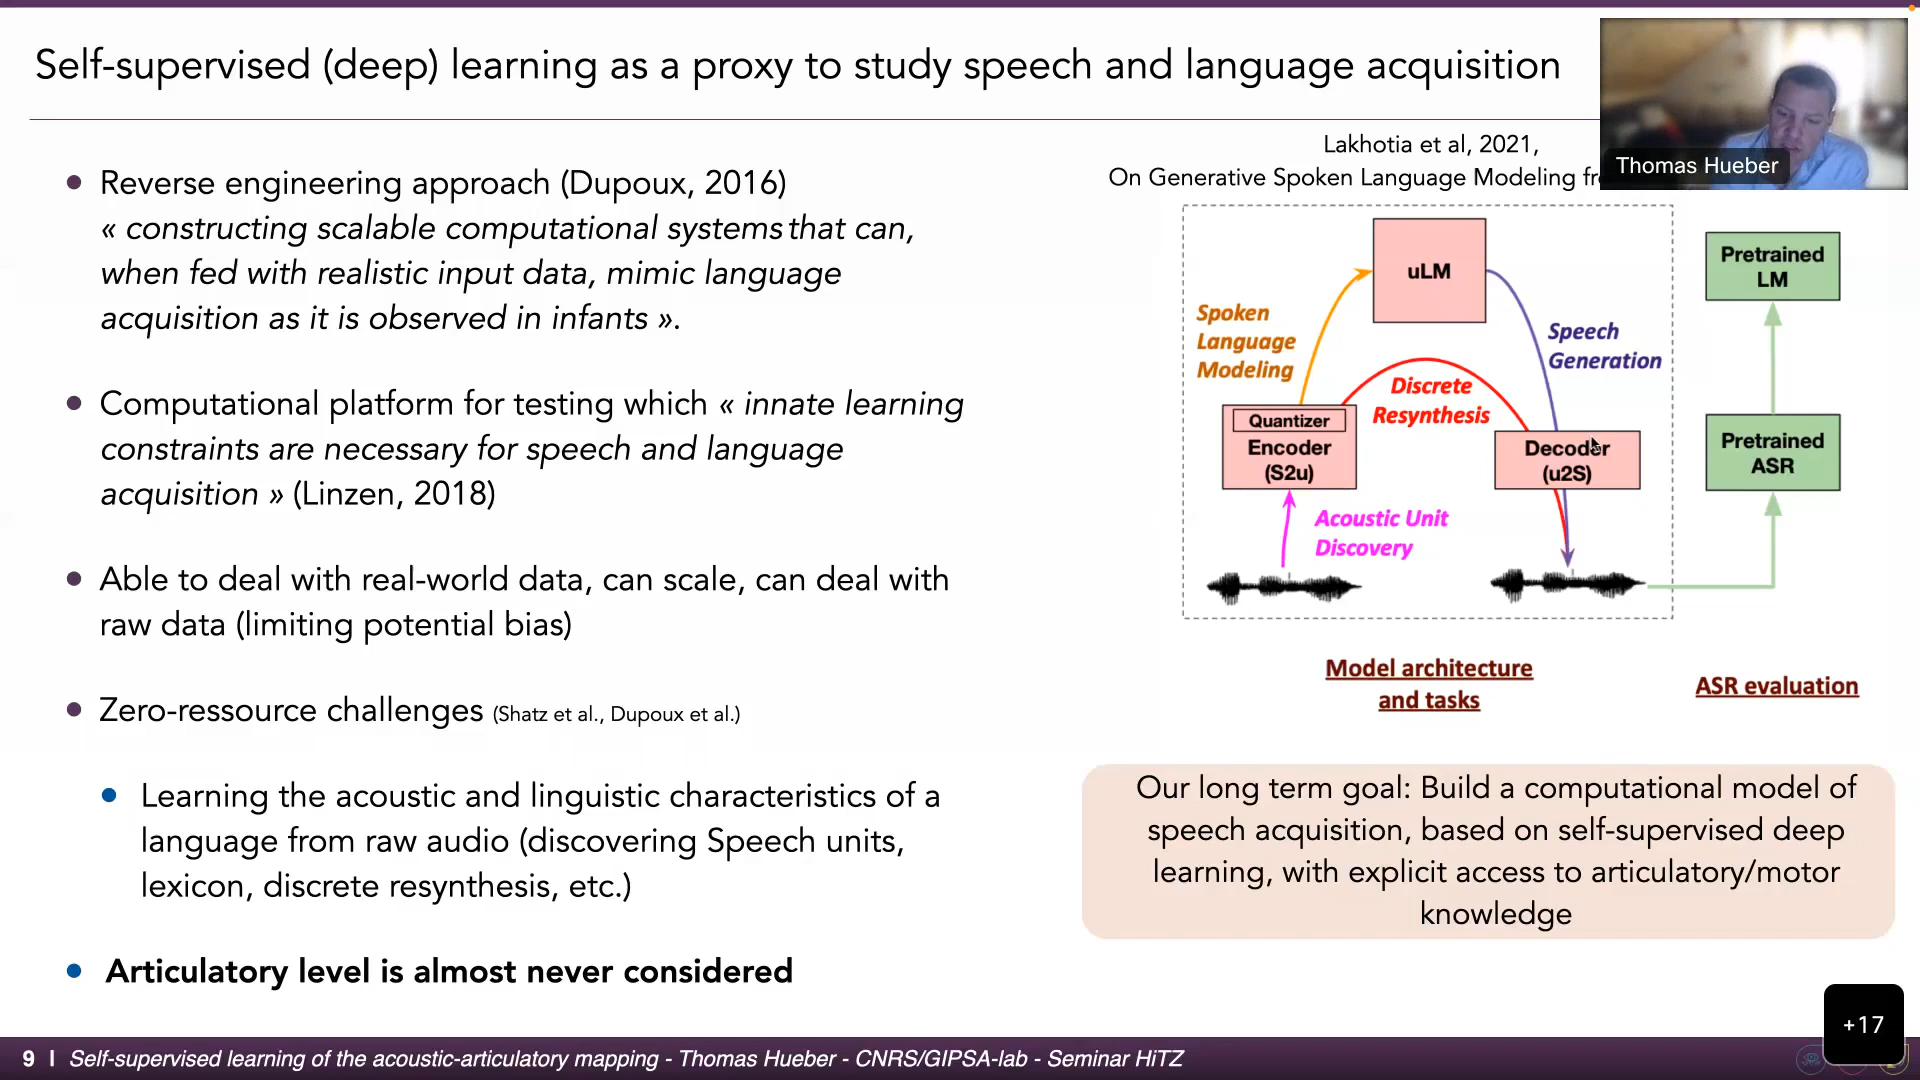 Self-supervised (deep) learning as a proxy to study speech and language acquisition
Thomas Hueber
Reverse engineering approach (Dupoux, 2016)
« constructing scalable computational systems that can,
when fed with realistic input data, mimic language
acquisition as it is observed in infants ».
Computational platform for testing which « innate learning
constraints are necessary for speech and language
acquisition » (Linzen, 2018)
Able to deal with real-world data, can scale, can deal with
raw data (limiting potential bias)
Zero-ressource challenges (Shatz et al., Dupoux et al.)
Learning the acoustic and linguistic characteristics of a
language from raw audio (discovering Speech units,
lexicon, discrete resynthesis, etc.)
Articulatory level is almost never considered
Lakhotia et al, 2021,
On Generative Spoken Language Modeling
uLM
Spoken
Language
Modeling
Speech
Generation
Discrete
Resynthesis
Quantizer
Encoder
(S2u)
Decoder
(u2S)
Acoustic Unit
Discovery
Pretrained
LM
Pretrained
ASR
Model architecture
and tasks
ASR evaluation
Our long term goal: Build a computational model of
speech acquisition, based on self-supervised deep
learning, with explicit access to articulatory/motor
knowledge
+17
9 | Self-supervised learning of the acoustic-articulatory mapping - Thomas Hueber - CNRS/GIPSA-lab - Seminar HiTZ